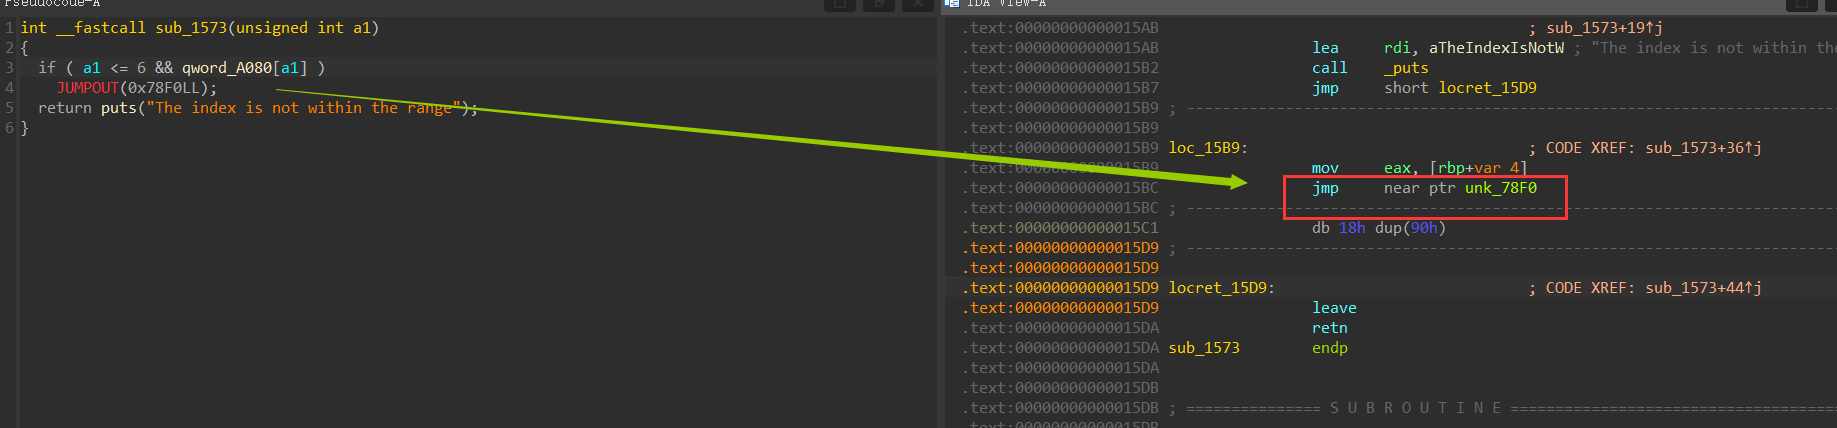 Pseudocode-A
1 int __fastcall sub_1573(unsigned int a1)
2 {
3 if ( a1 <= 6 && qword_A080[a1] )
4 JUMPOUT(0x78F0LL);
5 return puts("The index is not within the range");
6 }
IDA View-A
.text:00000000000015AB ; sub_1573+19↑j
.text:00000000000015AB lea rdi, aTheIndexIsNotW ; "The index is not within the
.text:00000000000015B2 call _puts
.text:00000000000015B7 jmp short locret_15D9
.text:00000000000015B9 ; ---------------------------------------------------------------------------
.text:00000000000015B9
.text:00000000000015B9 loc_15B9: ; CODE XREF: sub_1573+36↑j
.text:00000000000015B9 mov eax, [rbp+var_4]
.text:00000000000015BC jmp near ptr unk_78F0
.text:00000000000015BC ; ---------------------------------------------------------------------------
.text:00000000000015C1 db 18h dup(90h)
.text:00000000000015D9 ; ---------------------------------------------------------------------------
.text:00000000000015D9
.text:00000000000015D9 locret_15D9: ; CODE XREF: sub_1573+44↑j
.text:00000000000015D9 leave
.text:00000000000015DA retn
.text:00000000000015DA sub_1573 endp
.text:00000000000015DA
.text:00000000000015DB
.text:00000000000015DB ; =============== S U B R O U T I N E =======================================
.text:00000000000015DB